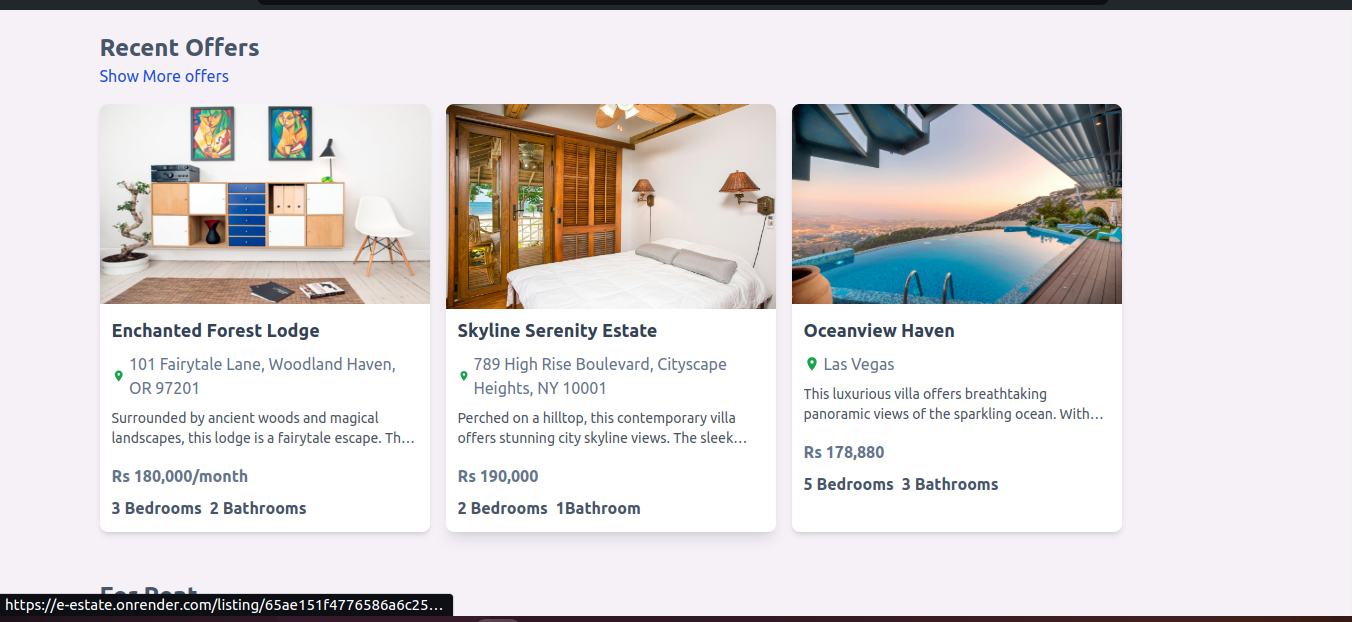 Recent Offers
Show More offers
Enchanted Forest Lodge
101 Fairytale Lane, Woodland Haven,
OR 97201
Surrounded by ancient woods and magical
landscapes, this lodge is a fairytale escape. Th…
Rs 180,000/month
3 Bedrooms 2 Bathrooms
Skyline Serenity Estate
789 High Rise Boulevard, Cityscape
Heights, NY 10001
Perched on a hilltop, this contemporary villa
offers stunning city skyline views. The sleek…
Rs 190,000
2 Bedrooms 1Bathroom
Oceanview Haven
Las Vegas
This luxurious villa offers breathtaking
panoramic views of the sparkling ocean. With…
Rs 178,880
5 Bedrooms 3 Bathrooms
For Rent
https://e-estate.onrender.com/listing/65ae151f4776586a6c25…